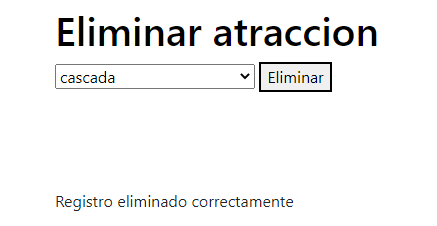 Eliminar atraccion
cascada Eliminar
Registro eliminado correctamente